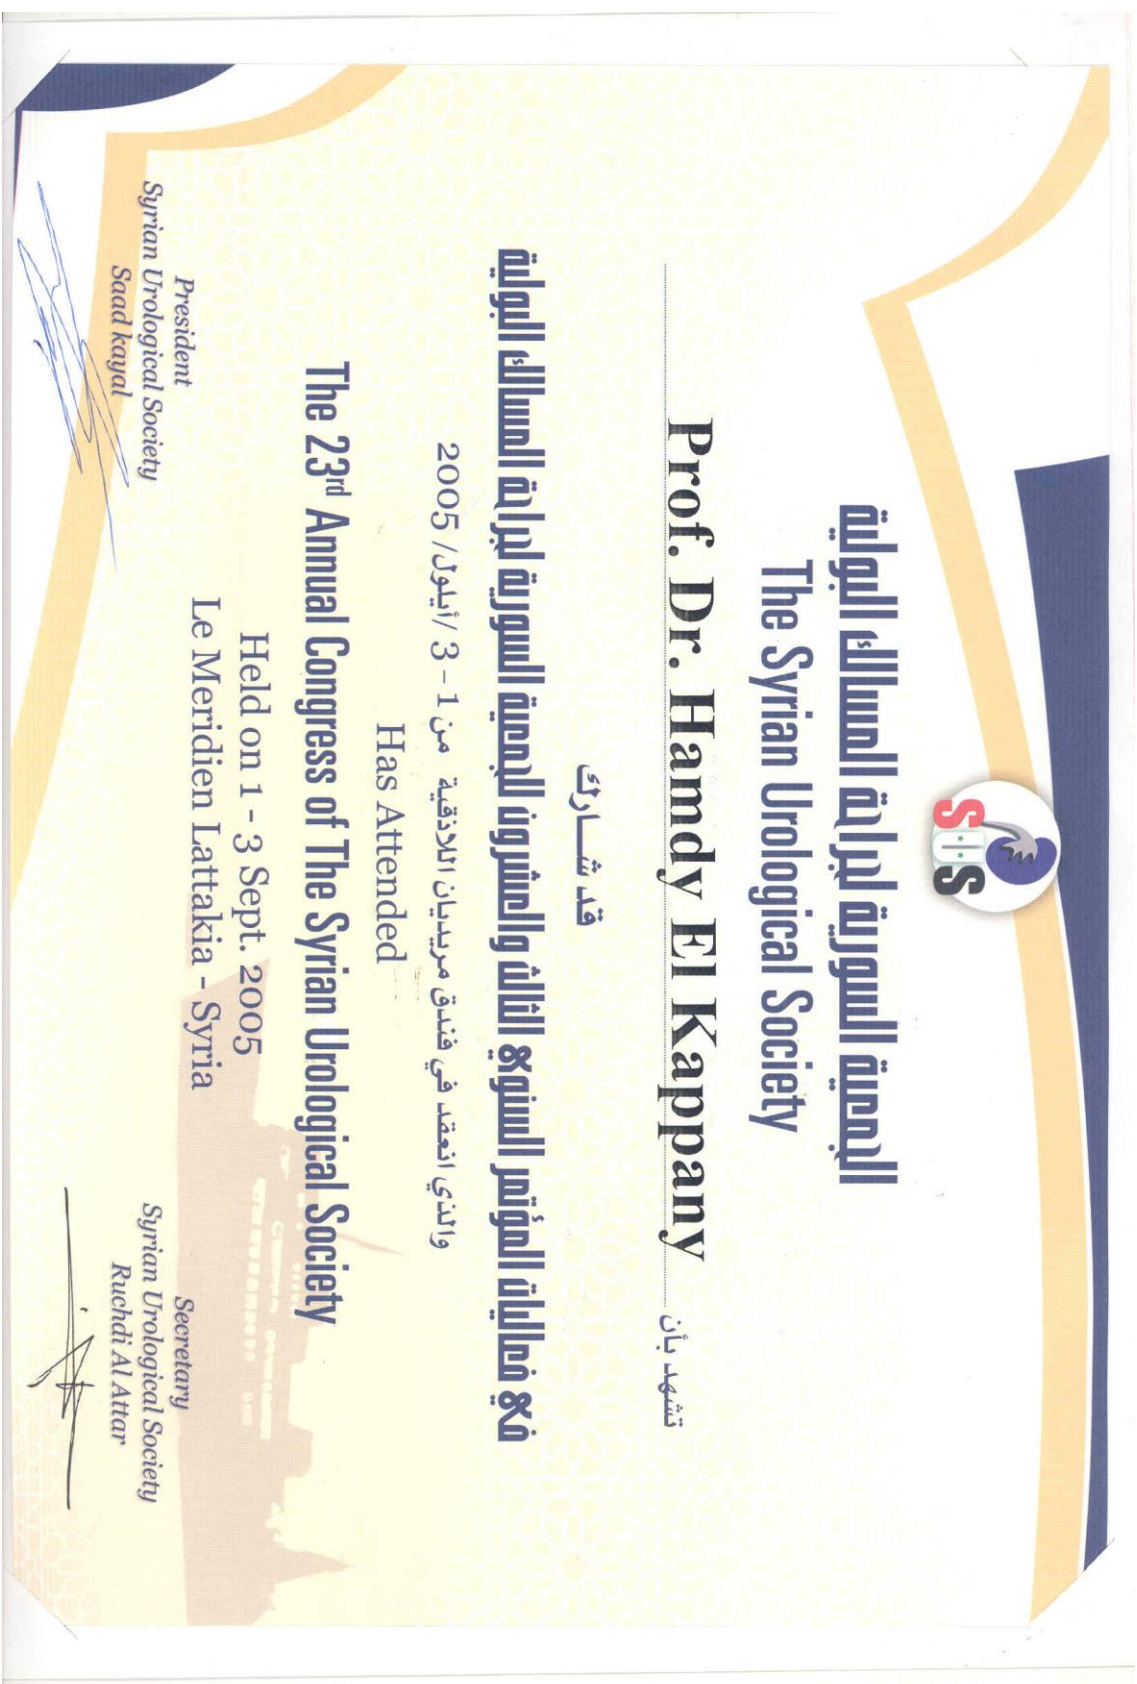 SUS
الجمعية السورية لجراحة المسالك البولية
The Syrian Urological Society
تشهد بأن
Prof. Dr. Hamdy El Kappany
قد شـــارك
في فعاليات المؤتمر السنوي الثالث والعشرون للجمعية السورية لجراحة المسالك البولية
والذي انعقد في فندق مريديان اللاذقية من 1 - 3 /أيلول/ 2005
Has Attended
The 23rd Annual Congress of The Syrian Urological Society
Held on 1 - 3 Sept. 2005
Le Meridien Lattakia - Syria
President
Syrian Urological Society
Saad kayal
Secretary
Syrian Urological Society
Ruchdi Al Attar